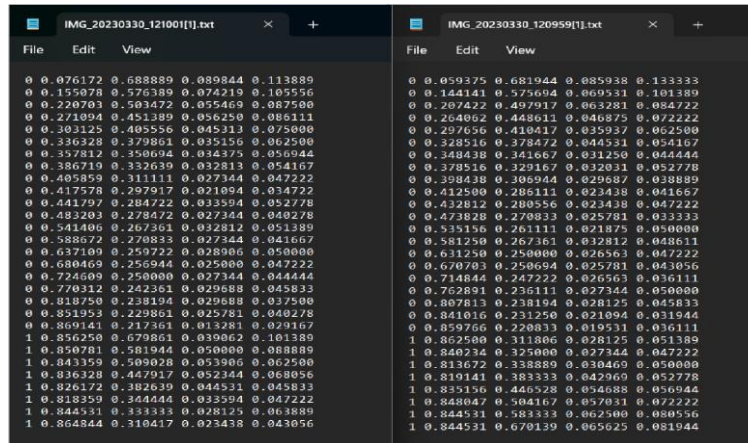 IMG_20230330_121001[1].txt × +
File Edit View
0 0.076172 0.688889 0.089844 0.113889
0 0.155078 0.576389 0.074219 0.105556
0 0.220703 0.503472 0.055469 0.087500
0 0.271094 0.451389 0.056250 0.086111
0 0.303125 0.405556 0.045313 0.075000
0 0.336328 0.379861 0.035156 0.062500
0 0.357812 0.350694 0.034375 0.056944
0 0.386719 0.332639 0.032813 0.054167
0 0.405859 0.311111 0.027344 0.047222
0 0.417578 0.297917 0.021094 0.034722
0 0.441797 0.284722 0.033594 0.052778
0 0.483203 0.278472 0.027344 0.040278
0 0.541406 0.267361 0.032812 0.051389
0 0.588672 0.270833 0.027344 0.041667
0 0.637109 0.259722 0.028906 0.050000
0 0.680469 0.256944 0.025000 0.047222
0 0.724609 0.250000 0.027344 0.044444
0 0.770312 0.242361 0.029688 0.045833
0 0.818750 0.238194 0.029688 0.037500
0 0.851953 0.229861 0.025781 0.040278
0 0.869141 0.217361 0.013281 0.029167
1 0.856250 0.679861 0.039062 0.101389
1 0.850781 0.581944 0.050000 0.088889
1 0.843359 0.509028 0.053906 0.062500
1 0.836328 0.447917 0.052344 0.068056
1 0.826172 0.382639 0.044531 0.045833
1 0.818359 0.344444 0.033594 0.047222
1 0.844531 0.333333 0.028125 0.063889
1 0.864844 0.310417 0.023438 0.043056
IMG_20230330_120959[1].txt × +
File Edit View
0 0.059375 0.681944 0.085938 0.133333
0 0.144141 0.575694 0.069531 0.101389
0 0.207422 0.497917 0.063281 0.084722
0 0.264062 0.448611 0.046875 0.072222
0 0.297656 0.410417 0.035937 0.062500
0 0.328516 0.378472 0.044531 0.054167
0 0.348438 0.341667 0.031250 0.044444
0 0.378516 0.329167 0.032031 0.052778
0 0.398438 0.306944 0.029687 0.038889
0 0.412500 0.286111 0.023438 0.041667
0 0.432812 0.280556 0.023438 0.047222
0 0.473828 0.270833 0.025781 0.033333
0 0.535156 0.261111 0.021875 0.050000
0 0.581250 0.267361 0.032812 0.048611
0 0.631250 0.250000 0.026563 0.047222
0 0.670703 0.250694 0.025781 0.043056
0 0.714844 0.247222 0.026563 0.036111
0 0.762891 0.236111 0.027344 0.050000
0 0.807813 0.238194 0.028125 0.045833
0 0.841016 0.231250 0.021094 0.031944
0 0.859766 0.220833 0.019531 0.036111
1 0.862500 0.311806 0.028125 0.051389
1 0.840234 0.325000 0.027344 0.047222
1 0.813672 0.338889 0.030469 0.050000
1 0.819141 0.383333 0.042969 0.052778
1 0.835156 0.446528 0.054688 0.056944
1 0.848047 0.504167 0.057031 0.072222
1 0.844531 0.583333 0.062500 0.080556
1 0.844531 0.670139 0.065625 0.081944